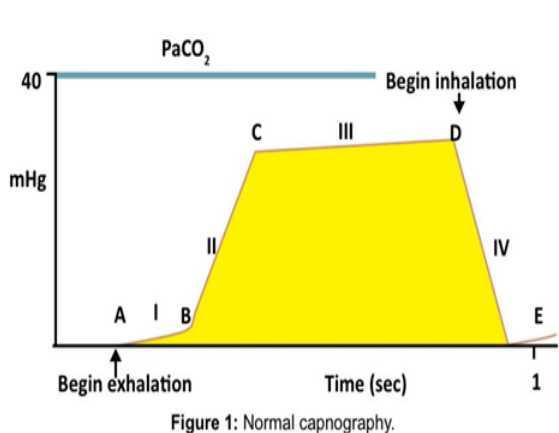 PaCO₂
40
Begin inhalation
C
III
D
mHg
II
IV
A
I
B
E
Begin exhalation
Time (sec)
1
Figure 1: Normal capnography.